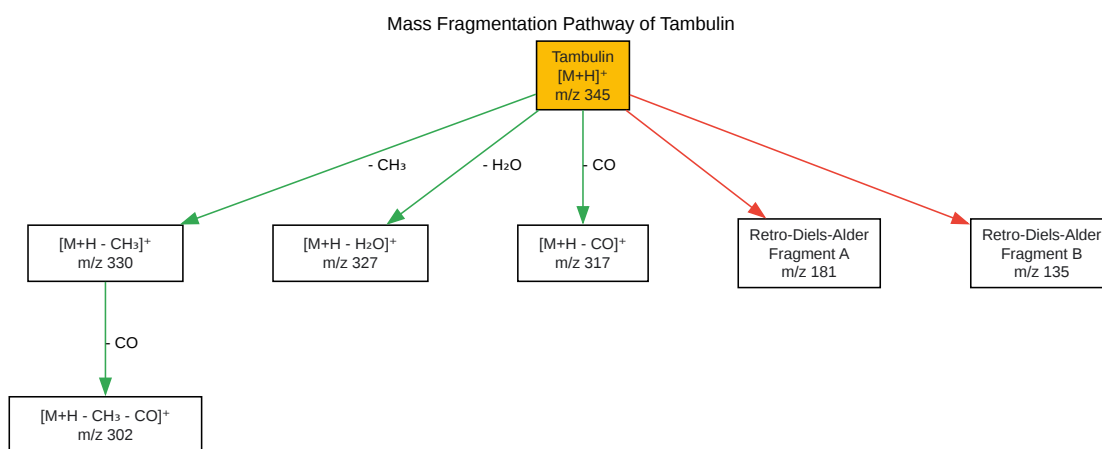 Mass Fragmentation Pathway of Tambulin
Tambulin
[M+H]⁺
m/z 345
- CH₃
- H₂O
- CO
[M+H - CH₃]⁺
m/z 330
[M+H - H₂O]⁺
m/z 327
[M+H - CO]⁺
m/z 317
Retro-Diels-Alder
Fragment A
m/z 181
Retro-Diels-Alder
Fragment B
m/z 135
- CO
[M+H - CH₃ - CO]⁺
m/z 302